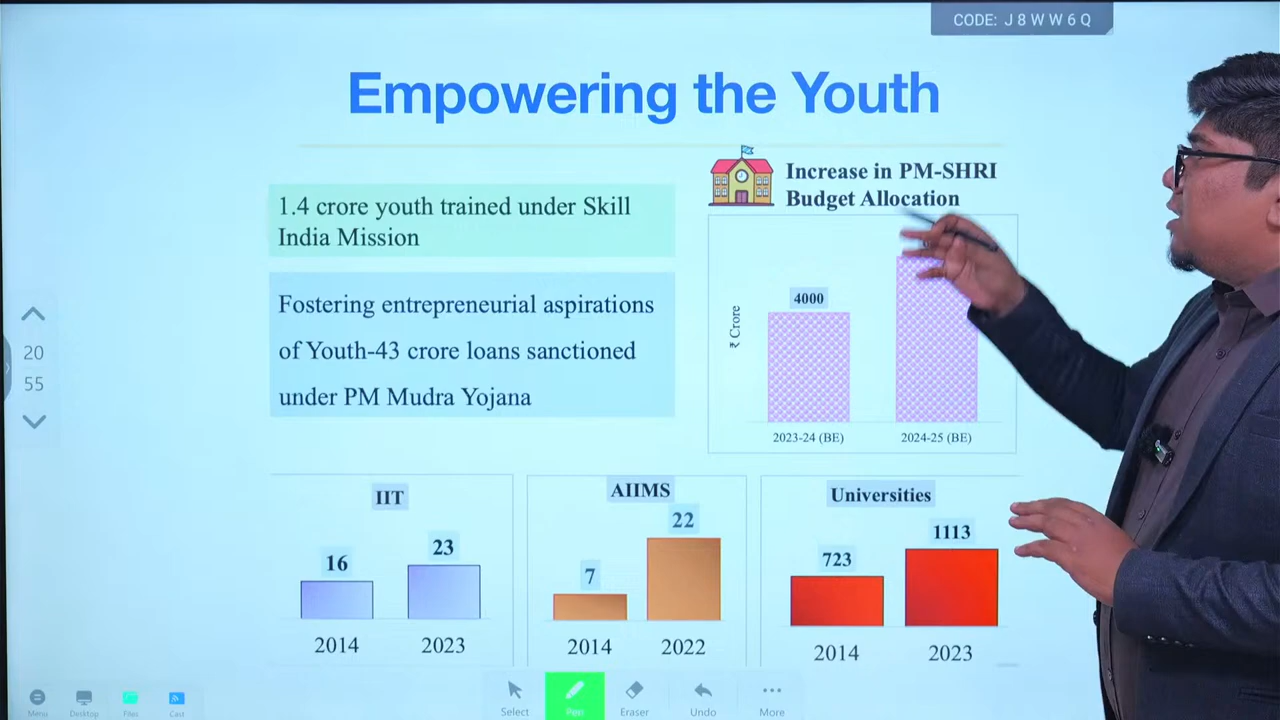 CODE: J 8 W W 6 Q
Empowering the Youth
1.4 crore youth trained under Skill
India Mission
Fostering entrepreneurial aspirations
of Youth-43 crore loans sanctioned
under PM Mudra Yojana
Increase in PM-SHRI
Budget Allocation
4000
₹ Crore
2023-24 (BE)
2024-25 (BE)
20
55
IIT
16
23
2014
2023
AIIMS
7
22
2014
2022
Universities
723
1113
2014
2023
Menu
Desktop
Files
Cast
Select
Pen
Eraser
Undo
More